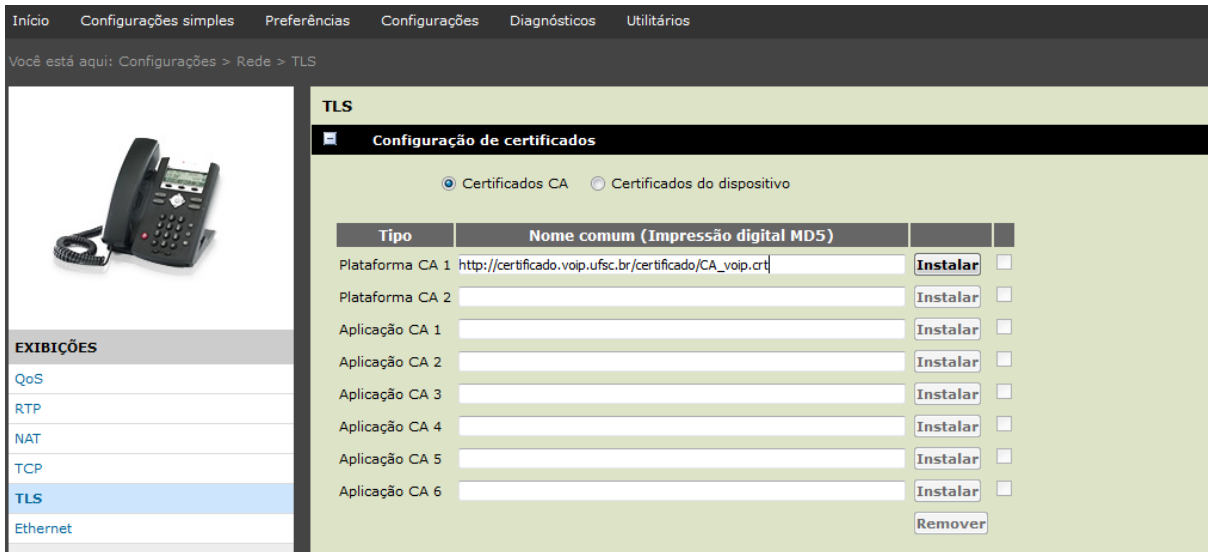 Início Configurações simples Preferências Configurações Diagnósticos Utilitários
Você está aqui: Configurações > Rede > TLS
TLS
Configuração de certificados
Certificados CA Certificados do dispositivo
Tipo Nome comum (Impressão digital MD5)
Plataforma CA 1 http://certificado.voip.ufsc.br/certificado/CA_voip.crt Instalar
Plataforma CA 2 Instalar
Aplicação CA 1 Instalar
Aplicação CA 2 Instalar
Aplicação CA 3 Instalar
Aplicação CA 4 Instalar
Aplicação CA 5 Instalar
Aplicação CA 6 Instalar
Remover
EXIBIÇÕES
QoS
RTP
NAT
TCP
TLS
Ethernet